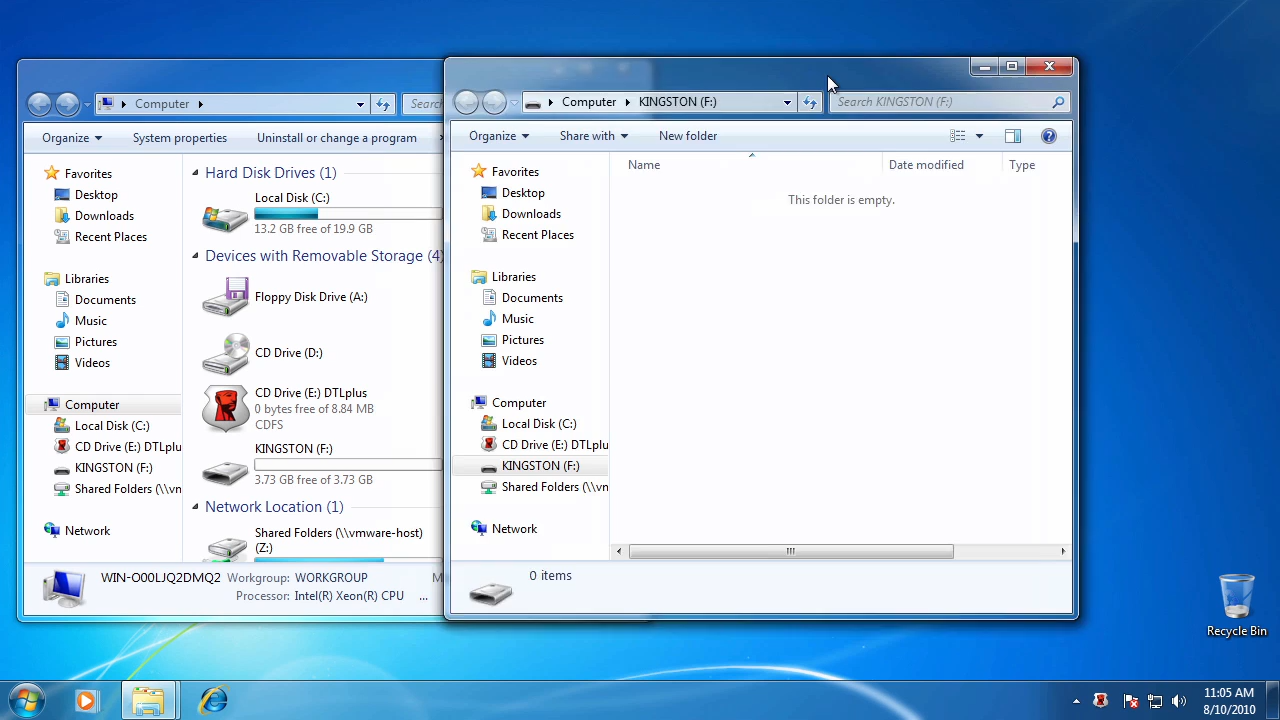 Computer
Searc
Organize
System properties
Uninstall or change a program
»
Favorites
Desktop
Downloads
Recent Places
Libraries
Documents
Music
Pictures
Videos
Computer
Local Disk (C:)
CD Drive (E:) DTLplu
KINGSTON (F:)
Shared Folders (\\vn
Network
Hard Disk Drives (1)
Local Disk (C:)
13.2 GB free of 19.9 GB
Devices with Removable Storage (4)
Floppy Disk Drive (A:)
CD Drive (D:)
CD Drive (E:) DTLplus
0 bytes free of 8.84 MB
CDFS
KINGSTON (F:)
3.73 GB free of 3.73 GB
Network Location (1)
Shared Folders (\\vmware-host)
(Z:)
WIN-O00LJQ2DMQ2 Workgroup: WORKGROUP M
Processor: Intel(R) Xeon(R) CPU ...
Computer KINGSTON (F:)
Search KINGSTON (F:)
Organize
Share with
New folder
Favorites
Desktop
Downloads
Recent Places
Libraries
Documents
Music
Pictures
Videos
Computer
Local Disk (C:)
CD Drive (E:) DTLplu
KINGSTON (F:)
Shared Folders (\\vn
Network
Name Date modified Type
This folder is empty.
0 items
Recycle Bin
11:05 AM
8/10/2010